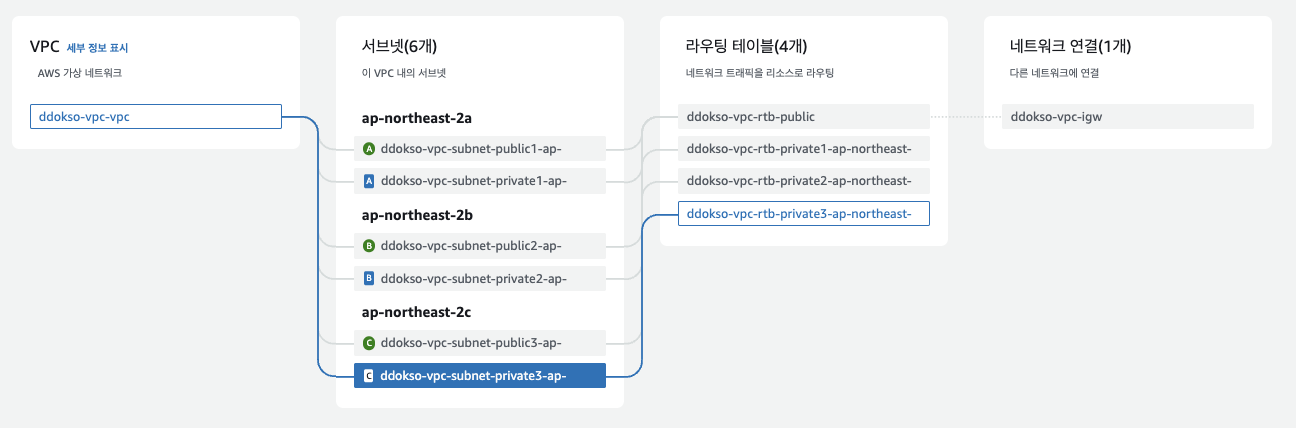 VPC 세부 정보 표시
AWS 가상 네트워크
ddokso-vpc-vpc
서브넷(6개)
이 VPC 내의 서브넷
ap-northeast-2a
A ddokso-vpc-subnet-public1-ap-
A ddokso-vpc-subnet-private1-ap-
ap-northeast-2b
B ddokso-vpc-subnet-public2-ap-
B ddokso-vpc-subnet-private2-ap-
ap-northeast-2c
C ddokso-vpc-subnet-public3-ap-
C ddokso-vpc-subnet-private3-ap-
라우팅 테이블(4개)
네트워크 트래픽을 리소스로 라우팅
ddokso-vpc-rtb-public
ddokso-vpc-rtb-private1-ap-northeast-
ddokso-vpc-rtb-private2-ap-northeast-
ddokso-vpc-rtb-private3-ap-northeast-
네트워크 연결(1개)
다른 네트워크에 연결
ddokso-vpc-igw